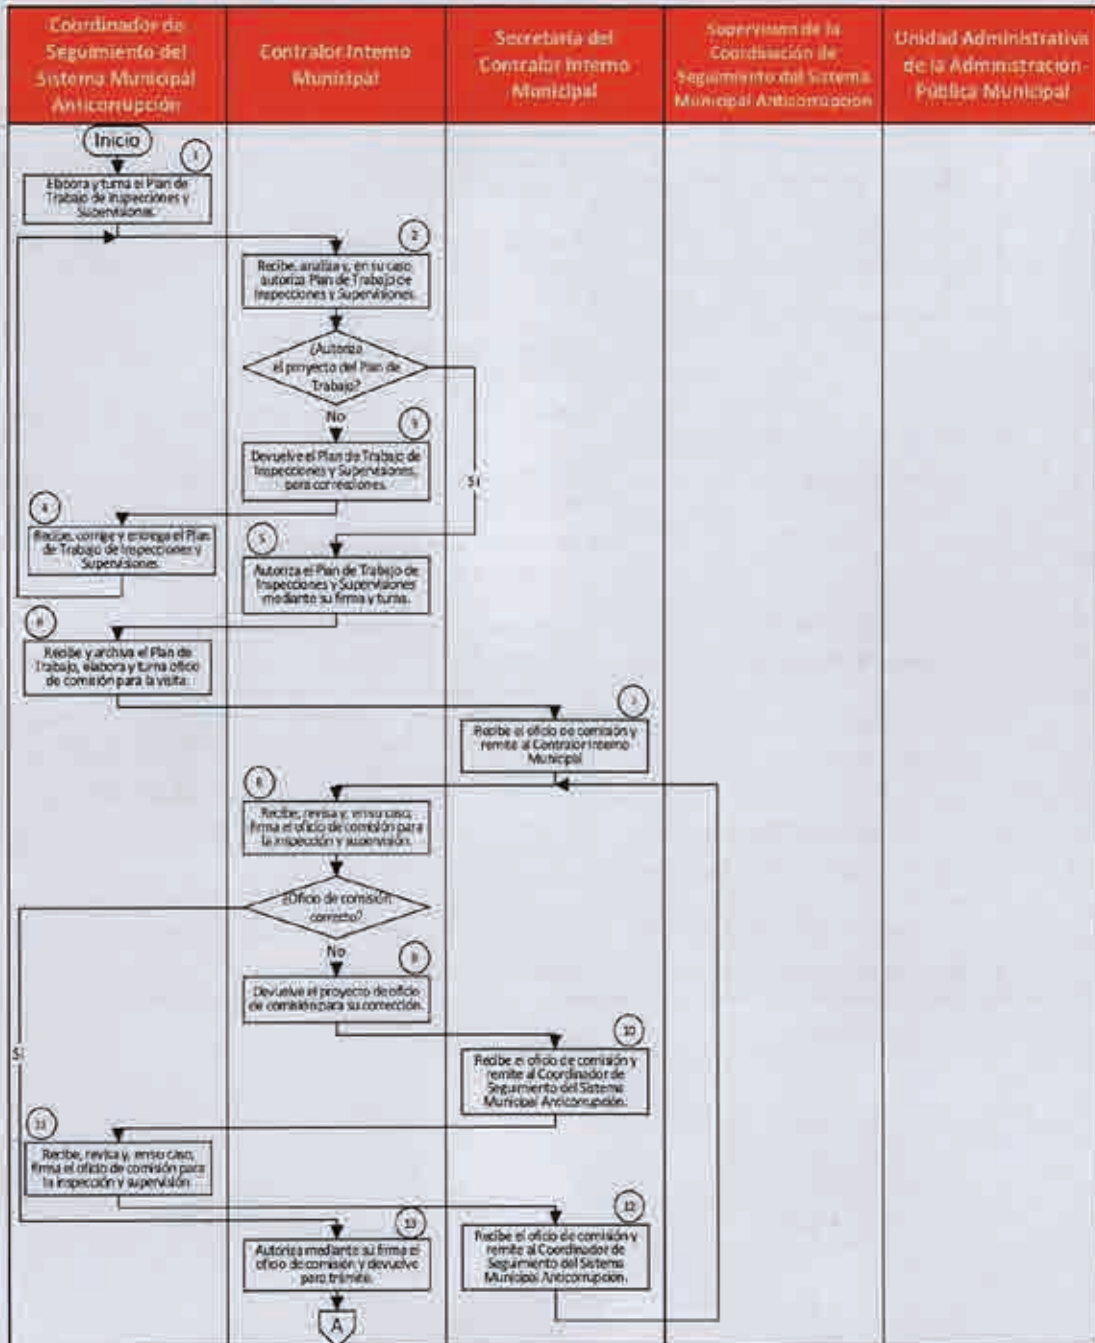 Coordinador de
Seguimiento del
Sistema Municipal
Anticorrupción
Contralor Interno
Municipal
Secretaria del
Contralor Interno
Municipal
Supervisora de la
Coordinación de
Seguimiento del Sistema
Municipal Anticorrupción
Unidad Administrativa
de la Administración
Pública Municipal
Inicio
1
Elabora y turna el Plan de
Trabajo de Inspecciones y
Supervisiones.
2
Recibe, analiza y, en su caso,
autoriza Plan de Trabajo de
Inspecciones y Supervisiones.
¿Autoriza
el proyecto del Plan de
Trabajo?
No
Si
3
Devuelve el Plan de Trabajo de
Inspecciones y Supervisiones,
para correcciones.
4
Recibe, corrige y entrega el Plan
de Trabajo de Inspecciones y
Supervisiones.
5
Autoriza el Plan de Trabajo de
Inspecciones y Supervisiones
mediante su firma y turna.
6
Recibe y archiva el Plan de
Trabajo, elabora y turna oficio
de comisión para la visita.
7
Recibe el oficio de comisión y
remite al Contralor Interno
Municipal
8
Recibe, revisa y, en su caso,
firma el oficio de comisión para
la inspección y supervisión.
¿Oficio de comisión
correcto?
No
Si
9
Devuelve el proyecto de oficio
de comisión para su corrección.
10
Recibe el oficio de comisión y
remite al Coordinador de
Seguimiento del Sistema
Municipal Anticorrupción.
11
Recibe, revisa y, en su caso,
firma el oficio de comisión para
la inspección y supervisión
12
Recibe el oficio de comisión y
remite al Coordinador de
Seguimiento del Sistema
Municipal Anticorrupción.
13
Autoriza mediante su firma el
oficio de comisión y devuelve
para trámite.
A